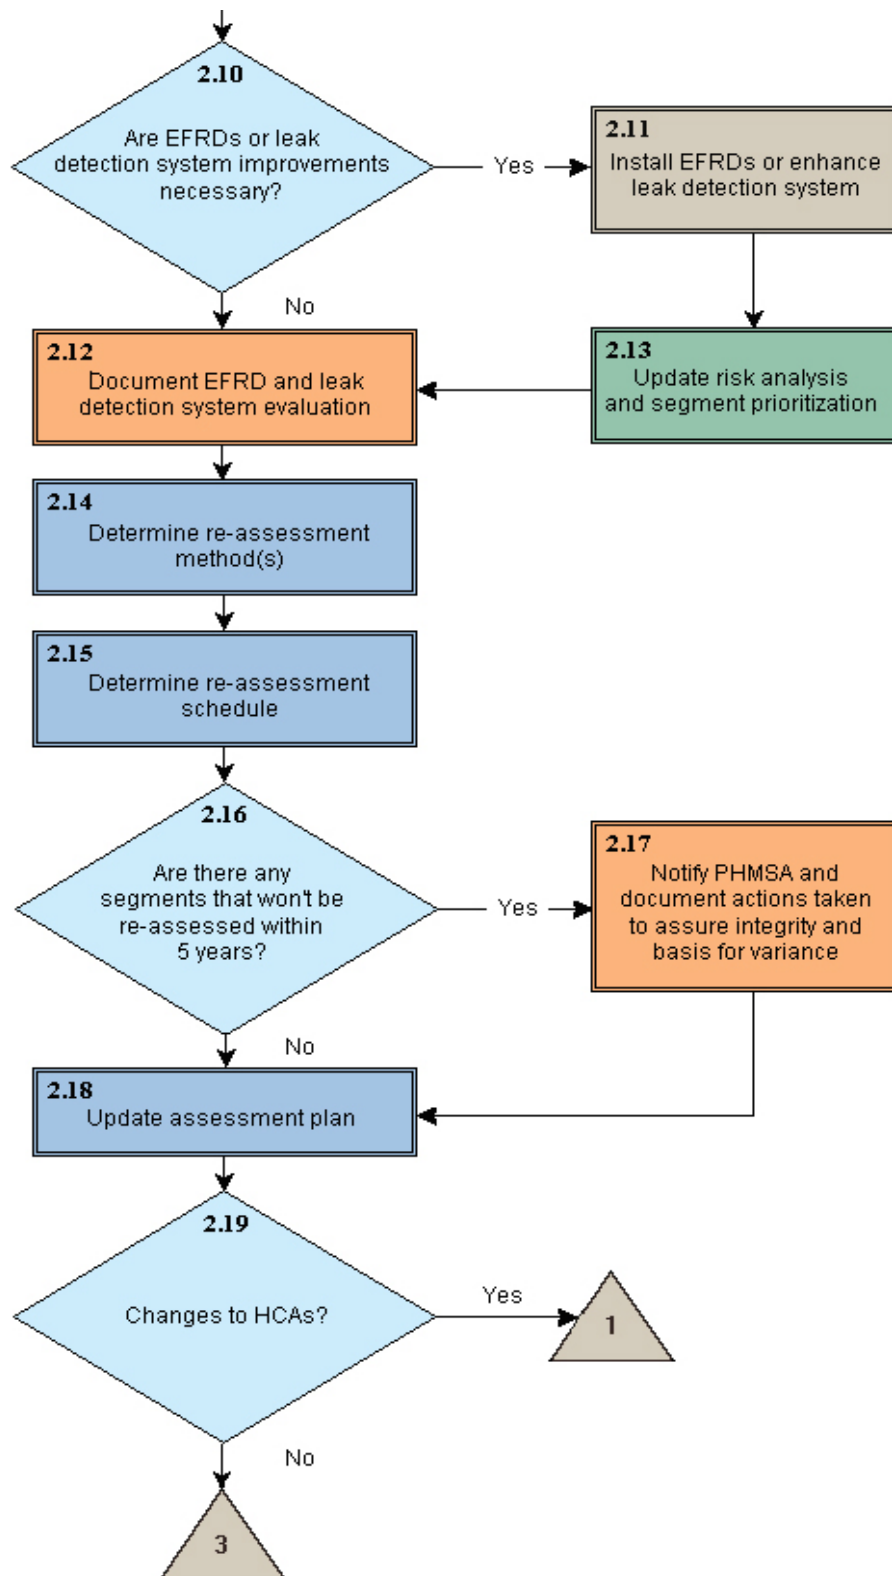 2.10
Are EFRDs or leak
detection system improvements
necessary?
Yes
2.11
Install EFRDs or enhance
leak detection system
No
2.12
Document EFRD and leak
detection system evaluation
2.13
Update risk analysis
and segment prioritization
2.14
Determine re-assessment
method(s)
2.15
Determine re-assessment
schedule
2.16
Are there any
segments that won't be
re-assessed within
5 years?
Yes
2.17
Notify PHMSA and
document actions taken
to assure integrity and
basis for variance
No
2.18
Update assessment plan
2.19
Changes to HCAs?
Yes
1
No
3